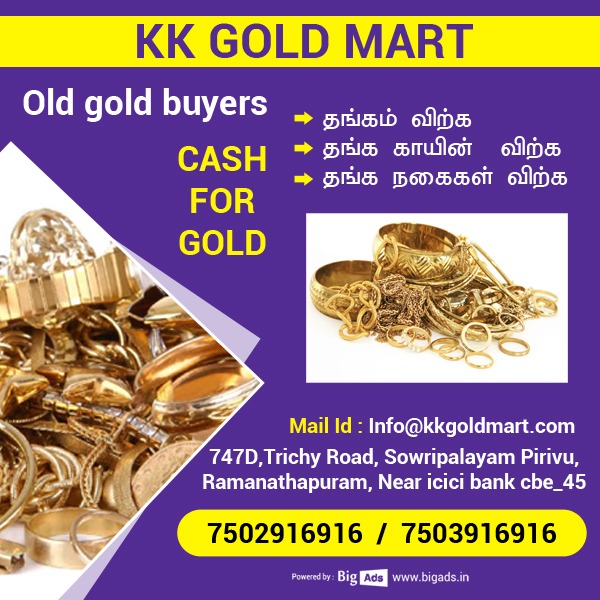 KK GOLD MART
Old gold buyers
CASH
FOR
GOLD
தங்கம் விற்க
தங்க காயின் விற்க
தங்க நகைகள் விற்க
Mail Id : Info@kkgoldmart.com
747D,Trichy Road, Sowripalayam Pirivu,
Ramanathapuram, Near icici bank cbe_45
7502916916 / 7503916916
Powered by : Big Ads www.bigads.in